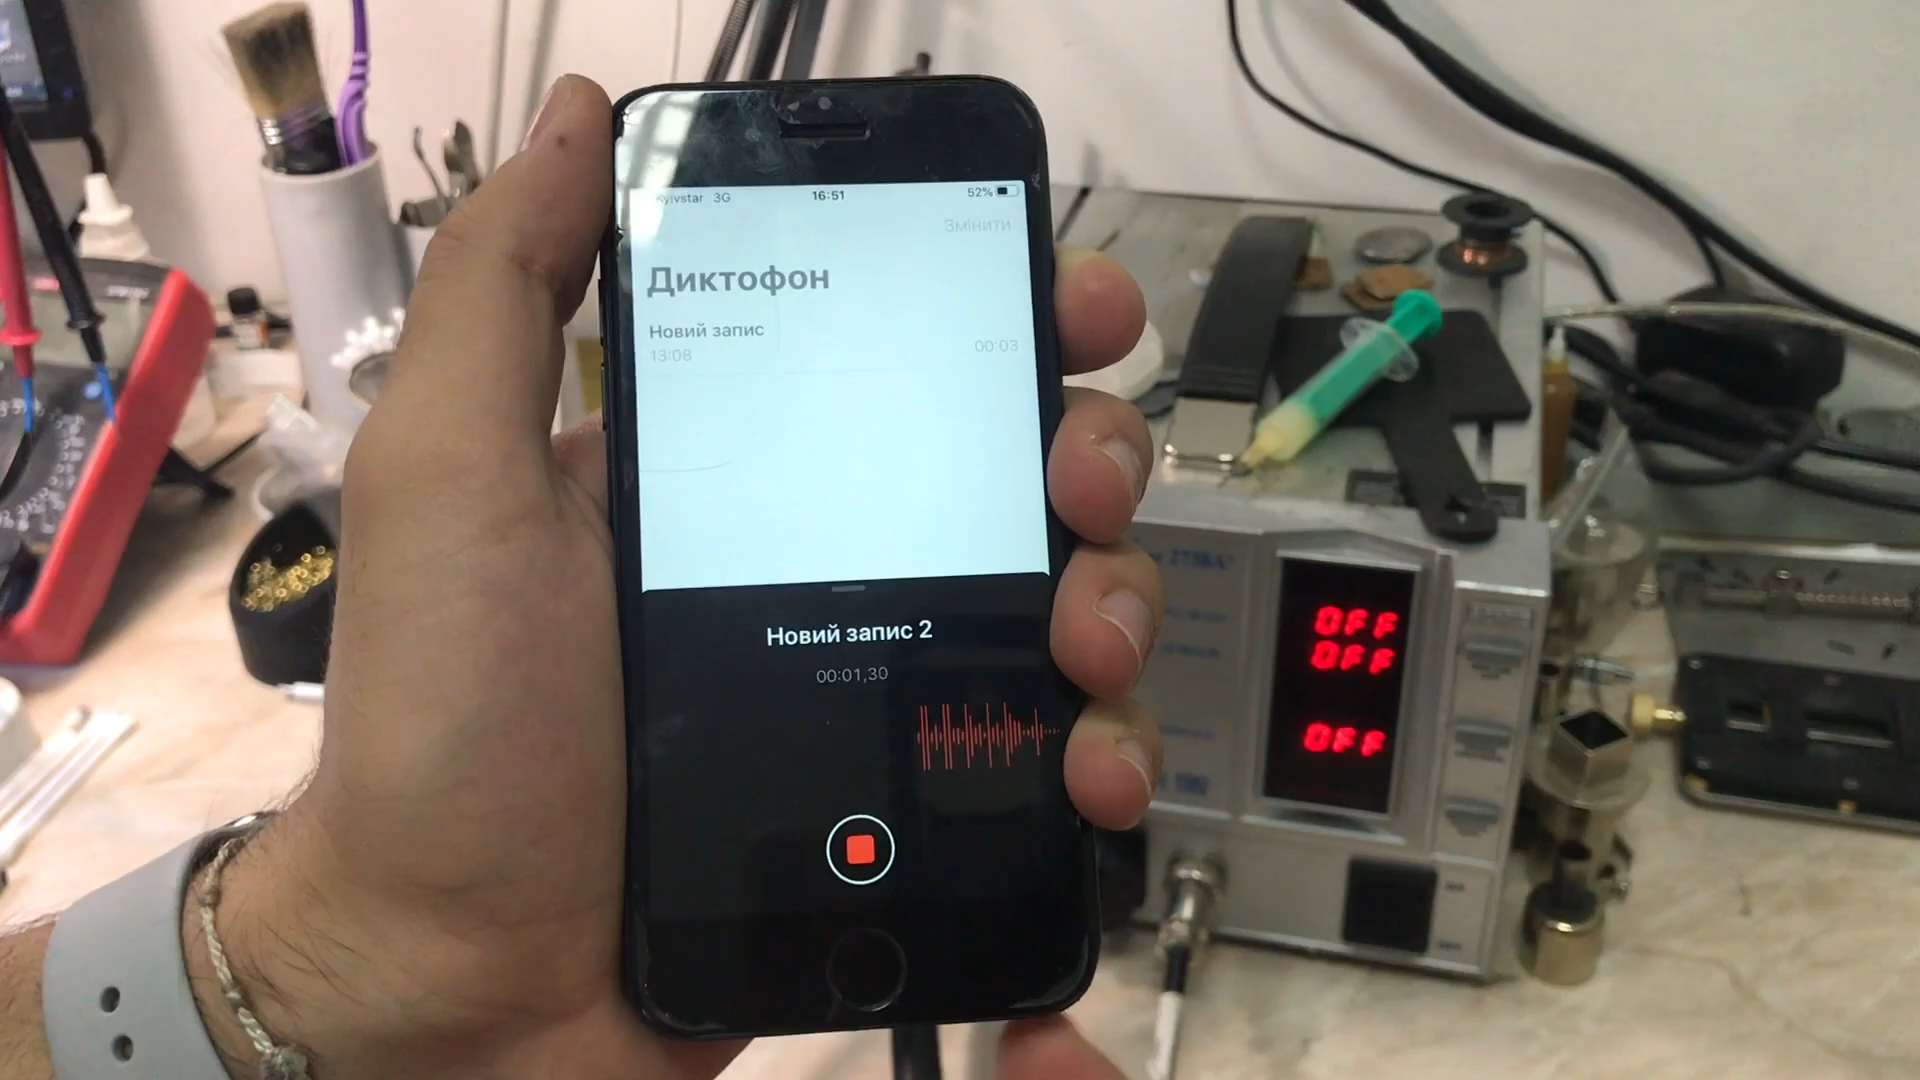 Kyivstar 3G 16:51 52%
Змінити
Диктофон
Новий запис
13:08 00:03
Новий запис 2
00:01,30
OFF
OFF
OFF